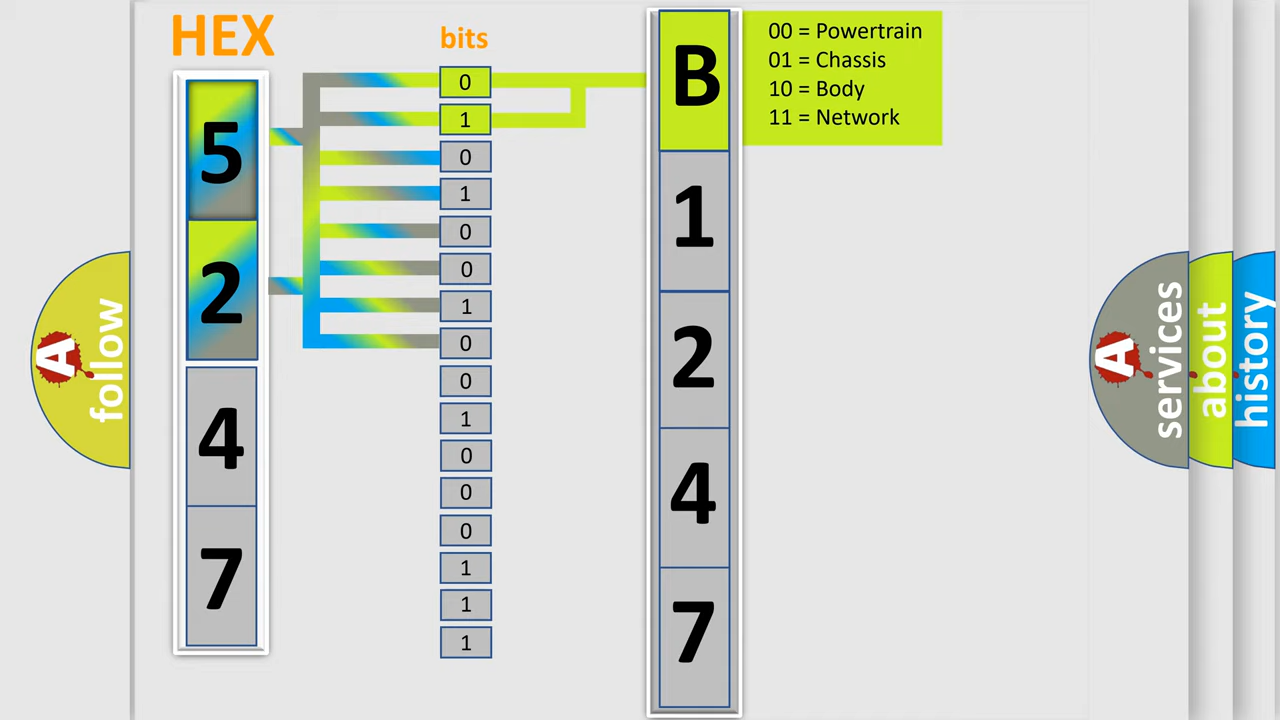 HEX
bits
5
2
4
7
0
1
0
1
0
0
1
0
0
1
0
0
0
1
1
1
B
1
2
4
7
00 = Powertrain
01 = Chassis
10 = Body
11 = Network
A
follow
A
services
about
history